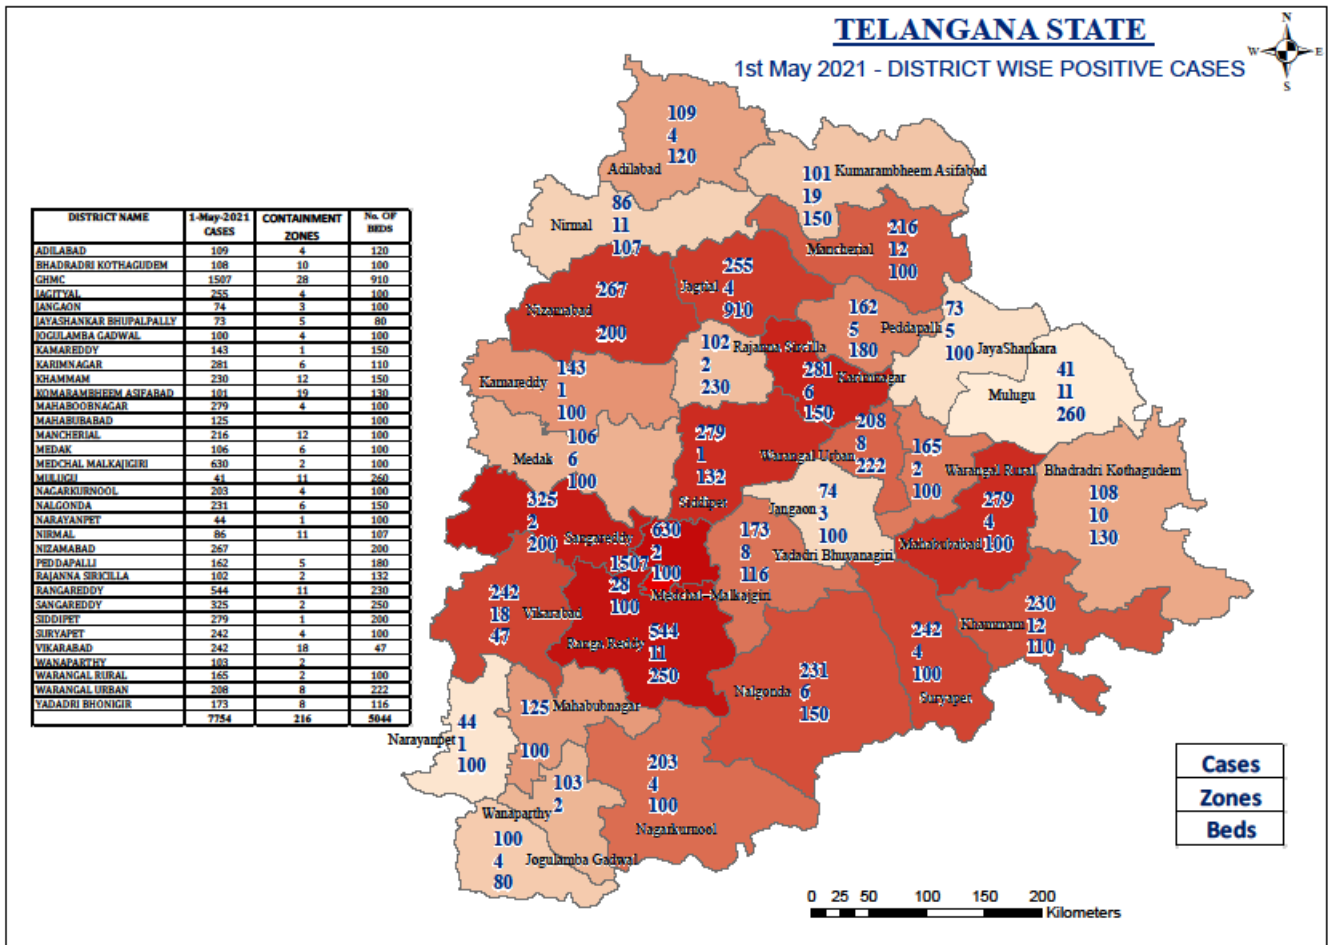 TELANGANA STATE
1st May 2021 - DISTRICT WISE POSITIVE CASES
N
W E
S
DISTRICT NAME 1-May-2021 CASES CONTAINMENT ZONES No. OF BEDS
ADILABAD 109 4 120
BHADRADRI KOTHAGUDEM 108 10 100
GHMC 1507 28 910
JAGITYAL 255 4 100
JANGAON 74 3 100
JAYASHANKAR BHUPALPALLY 73 5 80
JOGULAMBA GADWAL 100 4 100
KAMAREDDY 143 1 150
KARIMNAGAR 281 6 110
KHAMMAM 230 12 150
KOMARAMBHEEM ASIFABAD 101 19 130
MAHABOOBNAGAR 279 4 100
MAHABUBABAD 125 100
MANCHERIAL 216 12 100
MEDAK 106 6 100
MEDCHAL MALKAJIGIRI 630 2 100
MULUGU 41 11 260
NAGARKURNOOL 203 4 100
NALGONDA 231 6 150
NARAYANPET 44 1 100
NIRMAL 86 11 107
NIZAMABAD 267 200
PEDDAPALLI 162 5 180
RAJANNA SIRICILLA 102 2 132
RANGAREDDY 544 11 230
SANGAREDDY 325 2 250
SIDDIPET 279 1 200
SURYAPET 242 4 100
VIKARABAD 242 18 47
WANAPARTHY 103 2
WARANGAL RURAL 165 2 100
WARANGAL URBAN 208 8 222
YADADRI BHONIGIR 173 8 116
7754 216 5044
109
4
120
Adilabad
Kumarambheem Asifabad
101
19
150
86
11
107
Nirmal
216
12
100
Mancherial
267
200
Nizamabad
255
4
910
Jagtial
162
5
180
Peddapalli
73
5
100
JayaShankara
41
11
260
Mulugu
102
2
230
Rajanna Sircilla
281
6
150
Karimnagar
143
1
100
Kamareddy
106
6
100
Medak
279
1
132
Siddipet
208
8
222
Warangal Urban
165
2
100
Warangal Rural
Bhadradri Kothagudem
108
10
130
279
4
100
Mahabubabad
74
3
100
Jangaon
325
2
200
Sangareddy
630
2
100
Medchal-Malkajgiri
1507
28
100
173
8
116
Yadadri Bhuvanagiri
242
18
47
Vikarabad
544
11
250
Ranga Reddy
230
12
110
Khammam
242
4
100
Suryapet
231
6
150
Nalgonda
125
100
Mahabubnagar
44
1
100
Narayanpet
203
4
100
Nagarkurnool
103
2
Wanaparthy
100
4
80
Jogulamba Gadwal
Cases
Zones
Beds
0 25 50 100 150 200
Kilometers